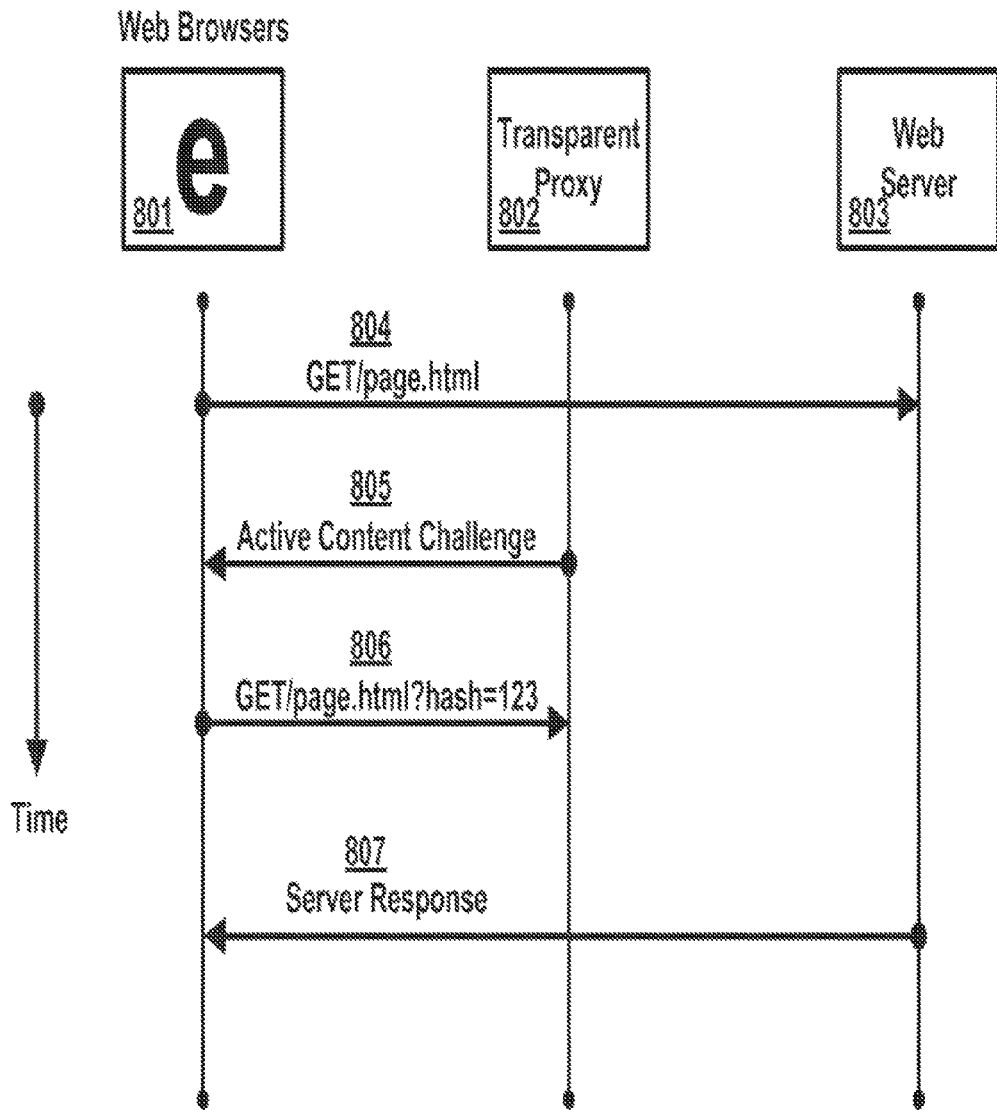 Web Browsers
e
801
Transparent
Proxy
802
Web
Server
803
804
GET/page.html
805
Active Content Challenge
806
GET/page.html?hash=123
Time
807
Server Response